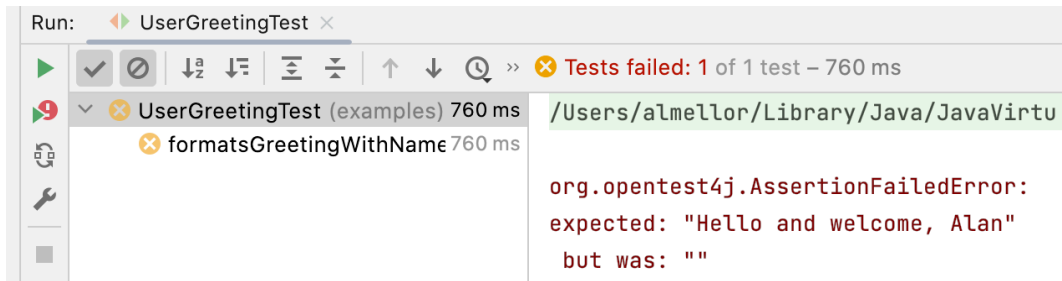 Run: UserGreetingTest
Tests failed: 1 of 1 test – 760 ms
UserGreetingTest (examples) 760 ms
formatsGreetingWithName 760 ms
/Users/almellor/Library/Java/JavaVirtu
org.opentest4j.AssertionFailedError:
expected: "Hello and welcome, Alan"
but was: ""